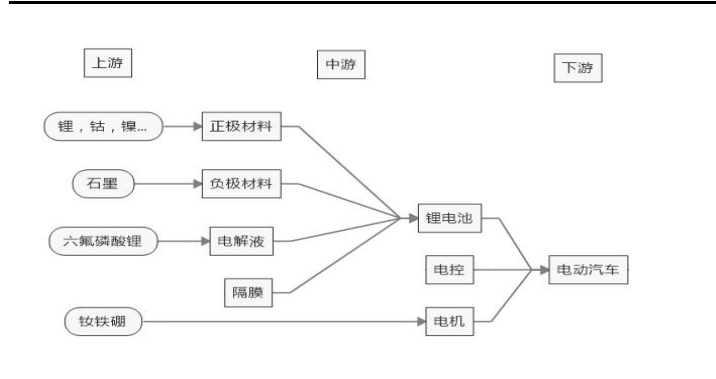 上游
中游
下游
锂，钴，镍...
正极材料
石墨
负极材料
锂电池
六氟磷酸锂
电解液
电控
电动汽车
隔膜
钕铁硼
电机